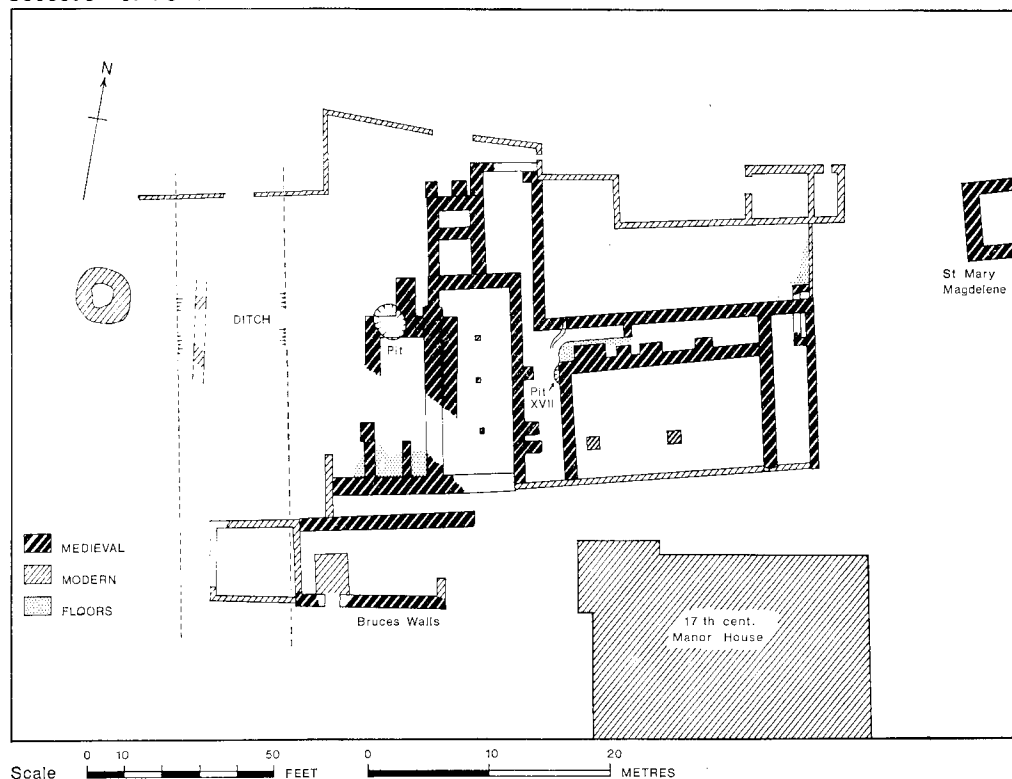 N
DITCH
Pit
Pit
XVII
St Mary
Magdelene
MEDIEVAL
MODERN
FLOORS
Bruces Walls
17 th cent.
Manor House
Scale
0 10 50 FEET
0 10 20 METRES